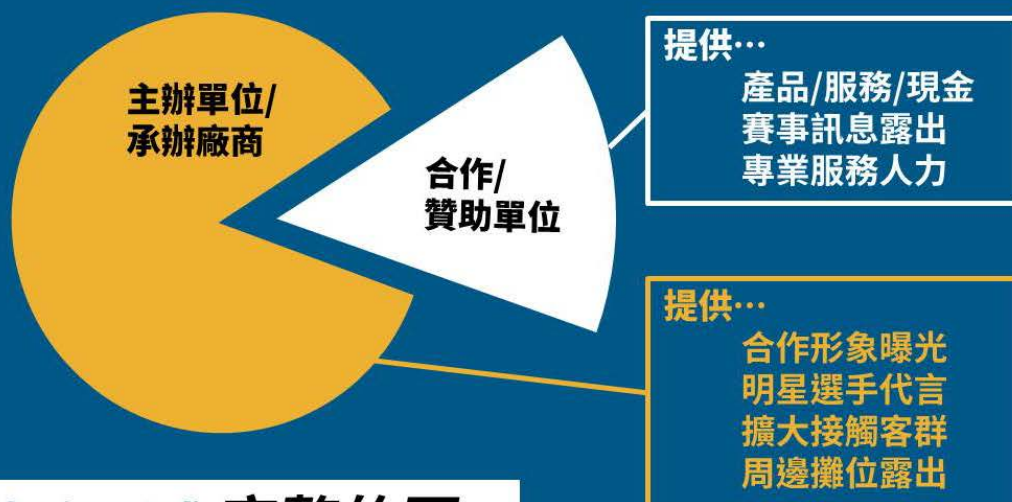 主辦單位/
承辦廠商
合作/
贊助單位
提供…
產品/服務/現金
賽事訊息露出
專業服務人力
提供…
合作形象曝光
明星選手代言
擴大接觸客群
周邊攤位露出